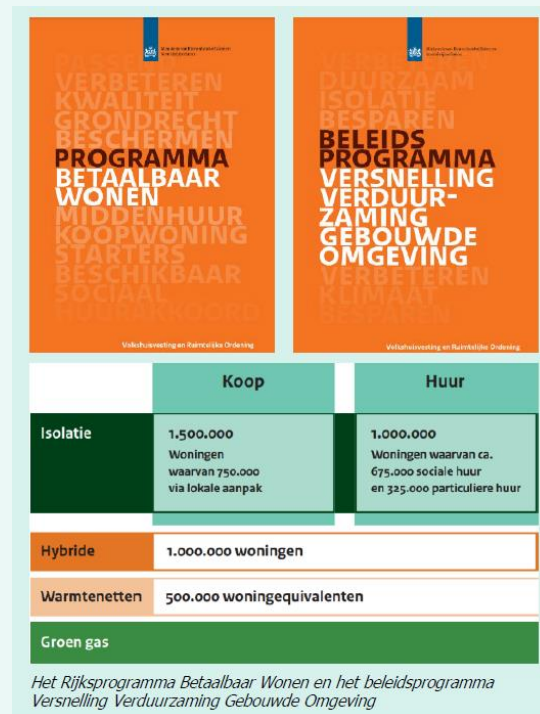 VERBETEREN
KWALITEIT
GRONDRECHT
BESCHERMEN
PROGRAMMA
BETAALBAAR
WONEN
MIDDENHUUR
KOOPWONING
STARTERS
BESCHIKBAAR
SOCIAAL
HUURAKKOORD
Volkshuisvesting en Ruimtelijke Ordening
DUURZAAM
ISOLATIE
BESPAREN
BELEIDS
PROGRAMMA
VERSNELLING
VERDUUR-
ZAMING
GEBOUWDE
OMGEVING
VERBETEREN
KLIMAAT
BESPAREN
Volkshuisvesting en Ruimtelijke Ordening
Koop
Huur
Isolatie
1.500.000
Woningen
waarvan 750.000
via lokale aanpak
1.000.000
Woningen waarvan ca.
675.000 sociale huur
en 325.000 particuliere huur
Hybride
1.000.000 woningen
Warmtenetten
500.000 woningequivalenten
Groen gas
Het Rijksprogramma Betaalbaar Wonen en het beleidsprogramma
Versnelling Verduurzaming Gebouwde Omgeving